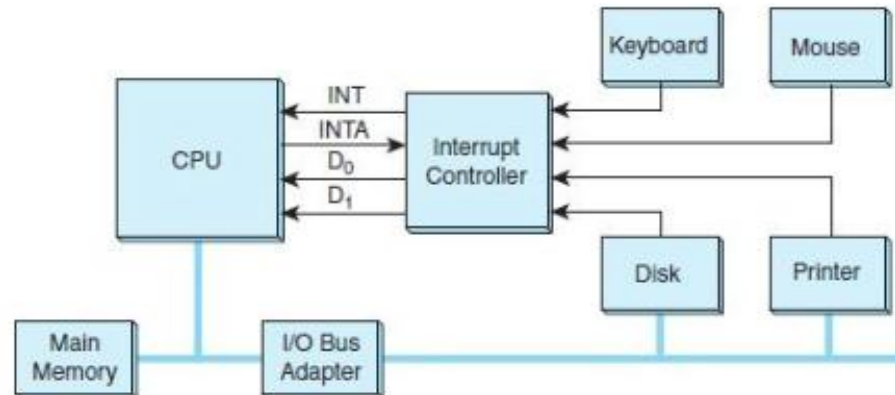 Keyboard
Mouse
CPU
INT
INTA
D0
D1
Interrupt
Controller
Disk
Printer
Main
Memory
I/O Bus
Adapter